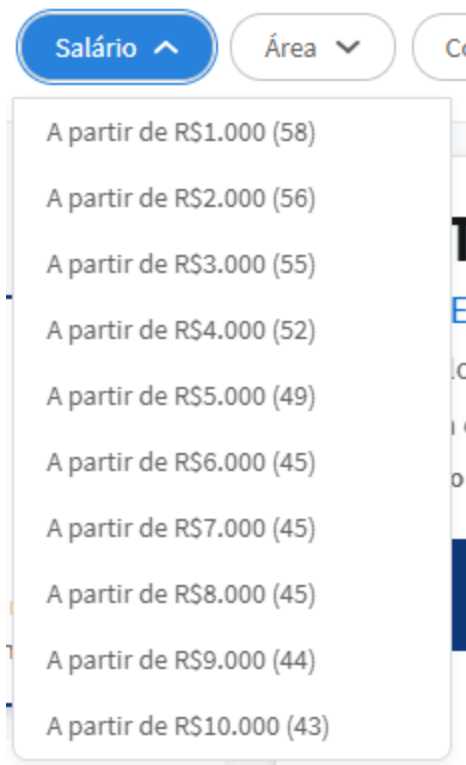 Salário
Área
A partir de R$1.000 (58)
A partir de R$2.000 (56)
A partir de R$3.000 (55)
A partir de R$4.000 (52)
A partir de R$5.000 (49)
A partir de R$6.000 (45)
A partir de R$7.000 (45)
A partir de R$8.000 (45)
A partir de R$9.000 (44)
A partir de R$10.000 (43)